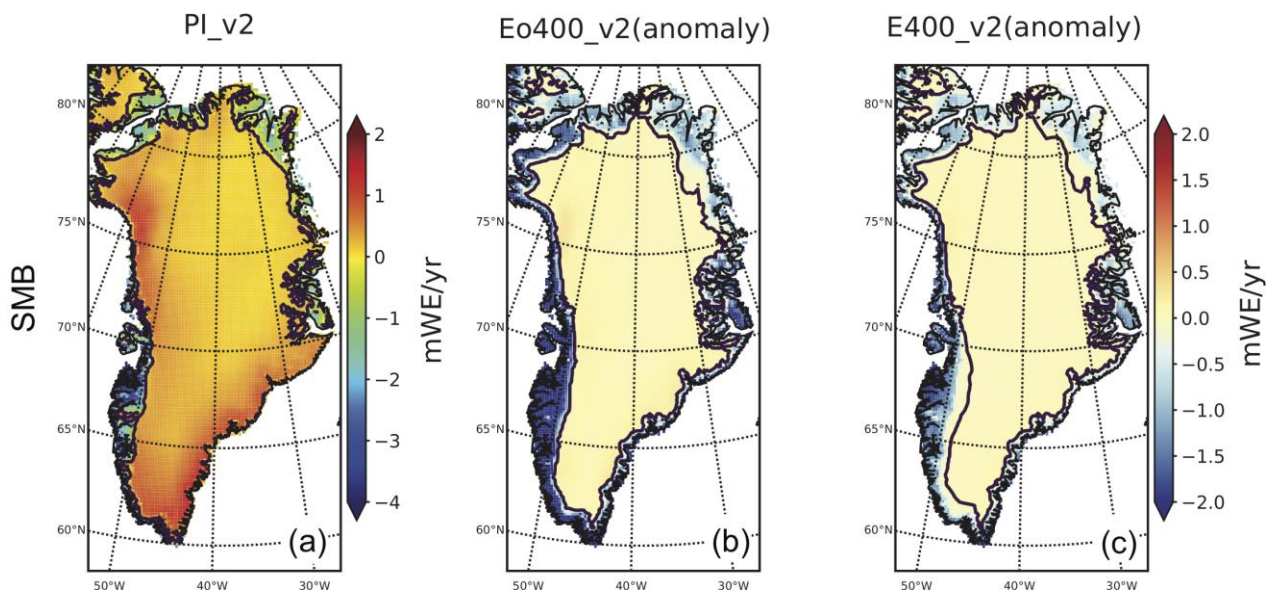 PI_v2
Eo400_v2(anomaly)
E400_v2(anomaly)
SMB
80°N
75°N
70°N
65°N
60°N
50°W
40°W
30°W
(a)
2
1
0
−1
−2
−3
−4
mWE/yr
80°N
75°N
70°N
65°N
60°N
50°W
40°W
30°W
(b)
80°N
75°N
70°N
65°N
60°N
50°W
40°W
30°W
(c)
2.0
1.5
1.0
0.5
0.0
−0.5
−1.0
−1.5
−2.0
mWE/yr